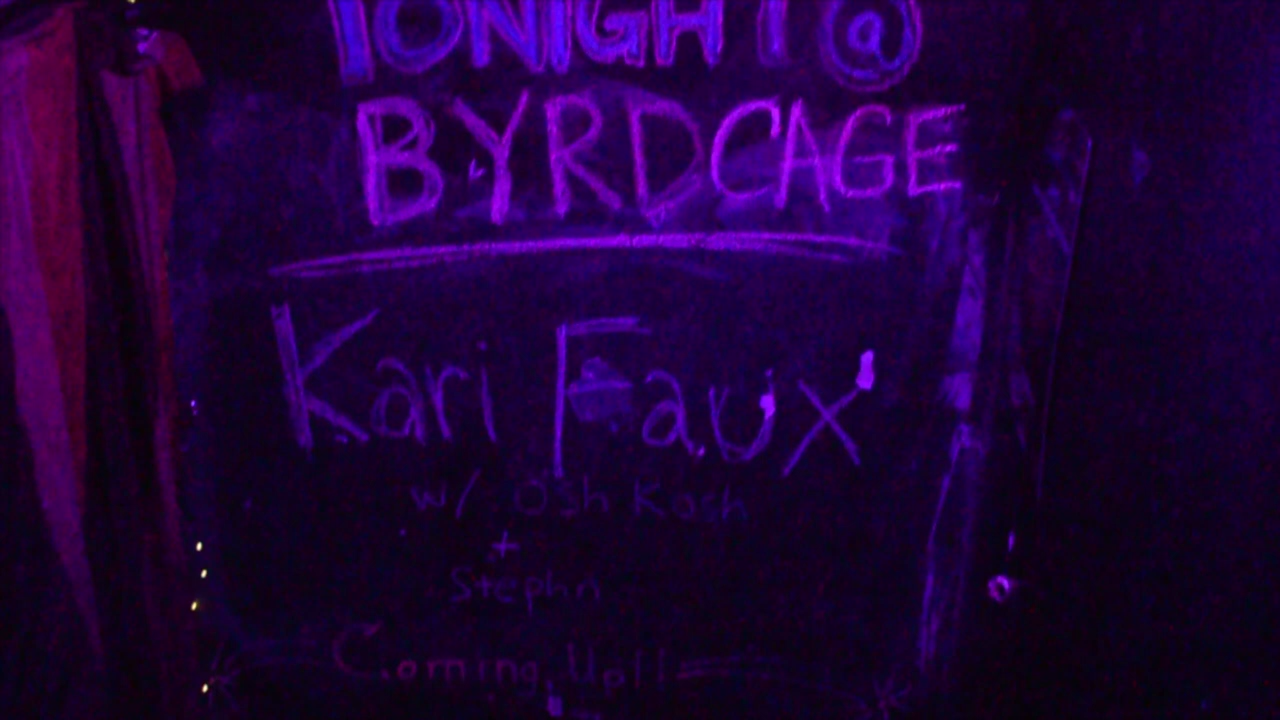 TONIGHT @
BYRDCAGE
Kari Faux
w/ Osh Kosh
+
Stephn
Coming Up!!